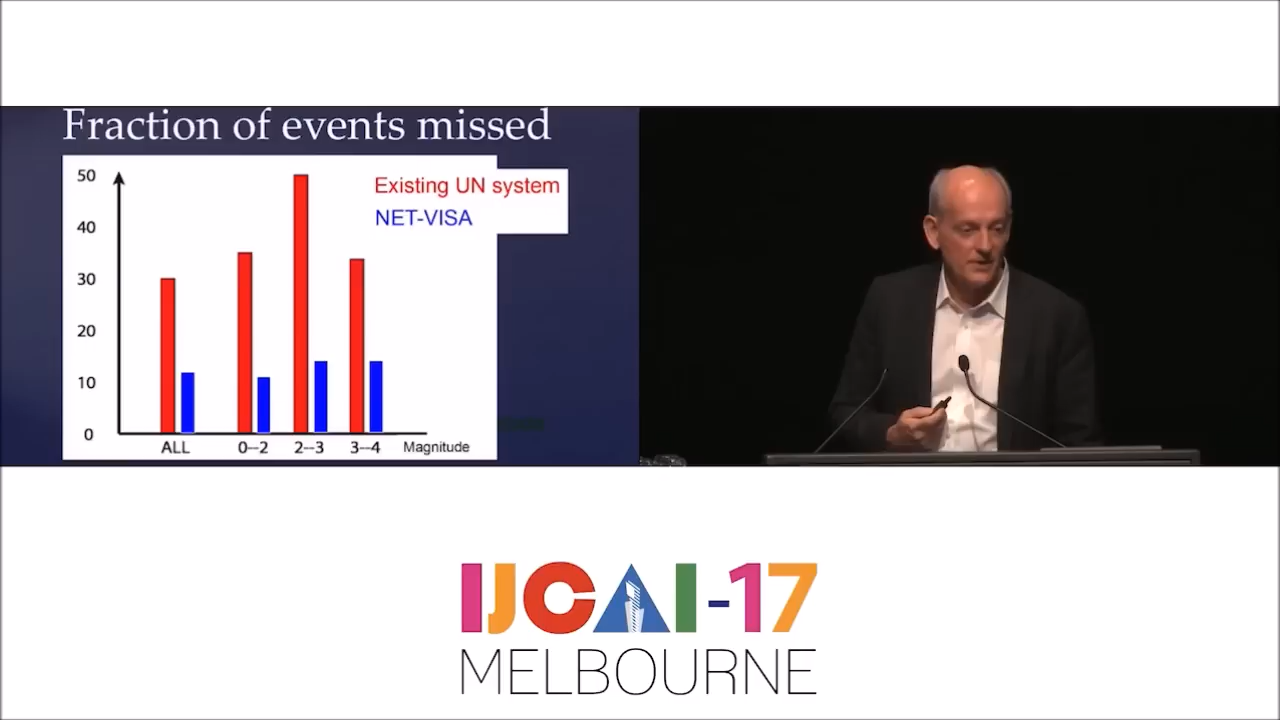 Fraction of events missed
50
40
30
20
10
0
Existing UN system
NET-VISA
ALL 0--2 2--3 3--4 Magnitude
IJCAI-17
MELBOURNE